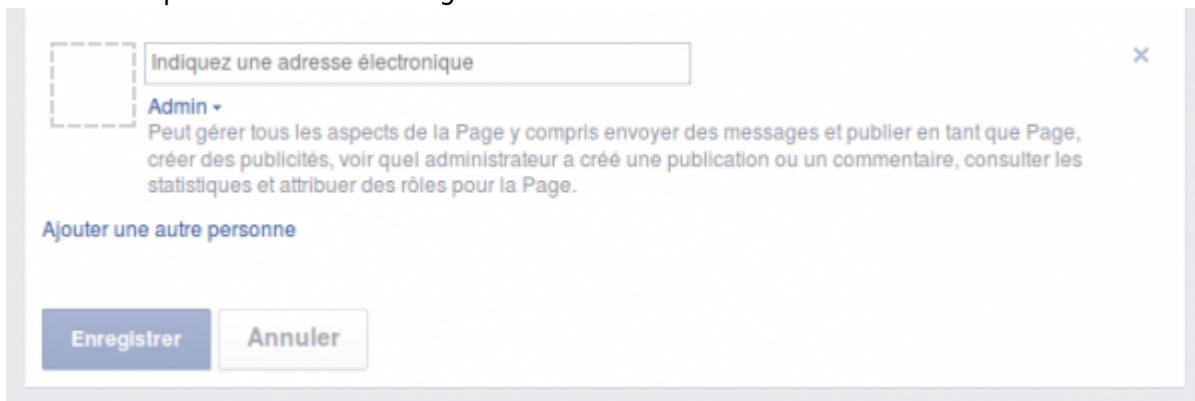 Indiquez une adresse électronique
Admin
Peut gérer tous les aspects de la Page y compris envoyer des messages et publier en tant que Page,
créer des publicités, voir quel administrateur a créé une publication ou un commentaire, consulter les
statistiques et attribuer des rôles pour la Page.
Ajouter une autre personne
Enregistrer
Annuler